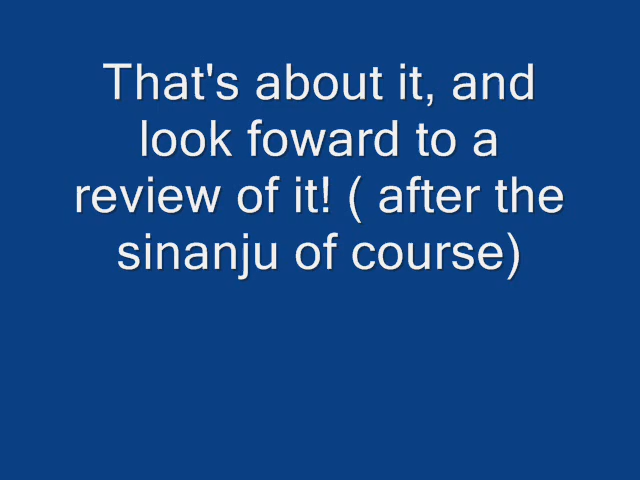 That's about it, and
look foward to a
review of it! ( after the
sinanju of course)